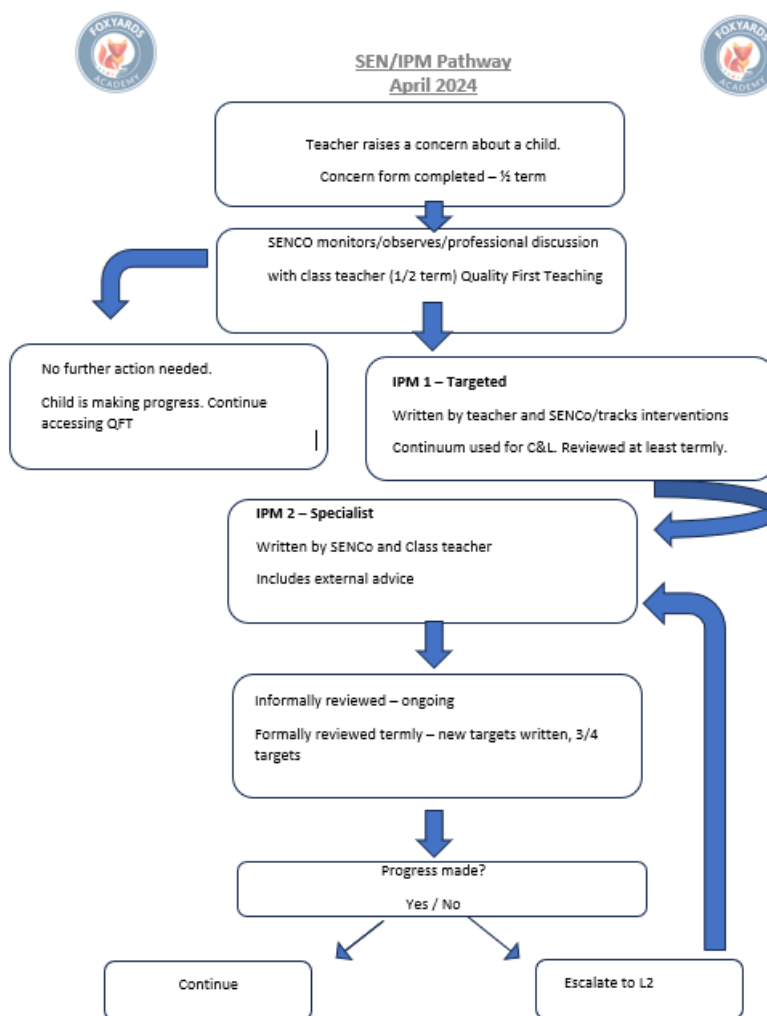 FOXYARDS
ACADEMY
FOXYARDS
ACADEMY
SEN/IPM Pathway
April 2024
Teacher raises a concern about a child.
Concern form completed – ½ term
SENCO monitors/observes/professional discussion
with class teacher (1/2 term) Quality First Teaching
No further action needed.
Child is making progress. Continue
accessing QFT
IPM 1 – Targeted
Written by teacher and SENCo/tracks interventions
Continuum used for C&L. Reviewed at least termly.
IPM 2 – Specialist
Written by SENCo and Class teacher
Includes external advice
Informally reviewed – ongoing
Formally reviewed termly – new targets written, 3/4
targets
Progress made?
Yes / No
Continue
Escalate to L2